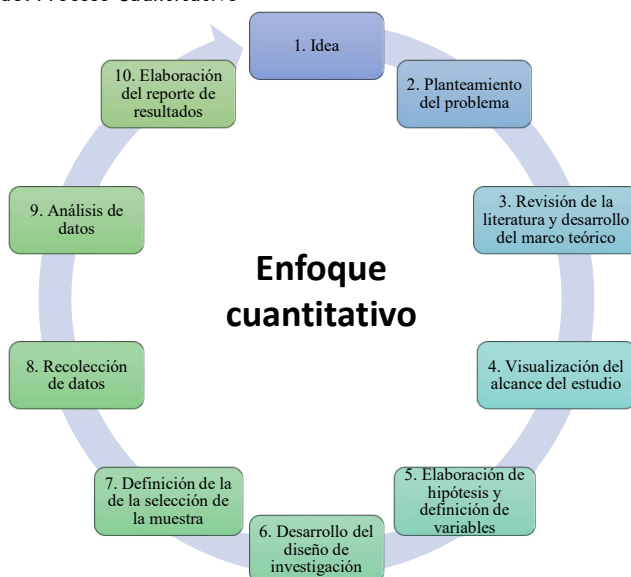 1. Idea
2. Planteamiento
del problema
3. Revisión de la
literatura y desarrollo
del marco teórico
4. Visualización del
alcance del estudio
5. Elaboración de
hipótesis y
definición de
variables
6. Desarrollo del
diseño de
investigación
7. Definición de la
de la selección de
la muestra
8. Recolección
de datos
9. Análisis de
datos
10. Elaboración
del reporte de
resultados
Enfoque
cuantitativo